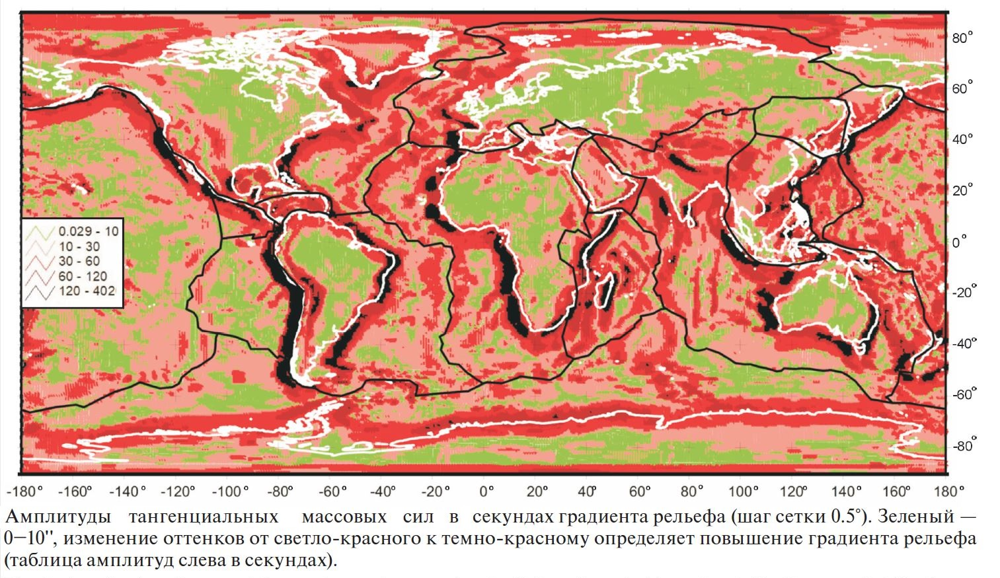 80°
60°
40°
20°
0°
-20°
-40°
-60°
-80°
0.029 - 10
10 - 30
30 - 60
60 - 120
120 - 402
-180° -160° -140° -120° -100° -80° -60° -40° -20° 0° 20° 40° 60° 80° 100° 120° 140° 160° 180°
Амплитуды тангенциальных массовых сил в секундах градиента рельефа (шаг сетки 0.5°). Зеленый —
0—10", изменение оттенков от светло-красного к темно-красному определяет повышение градиента рельефа
(таблица амплитуд слева в секундах).